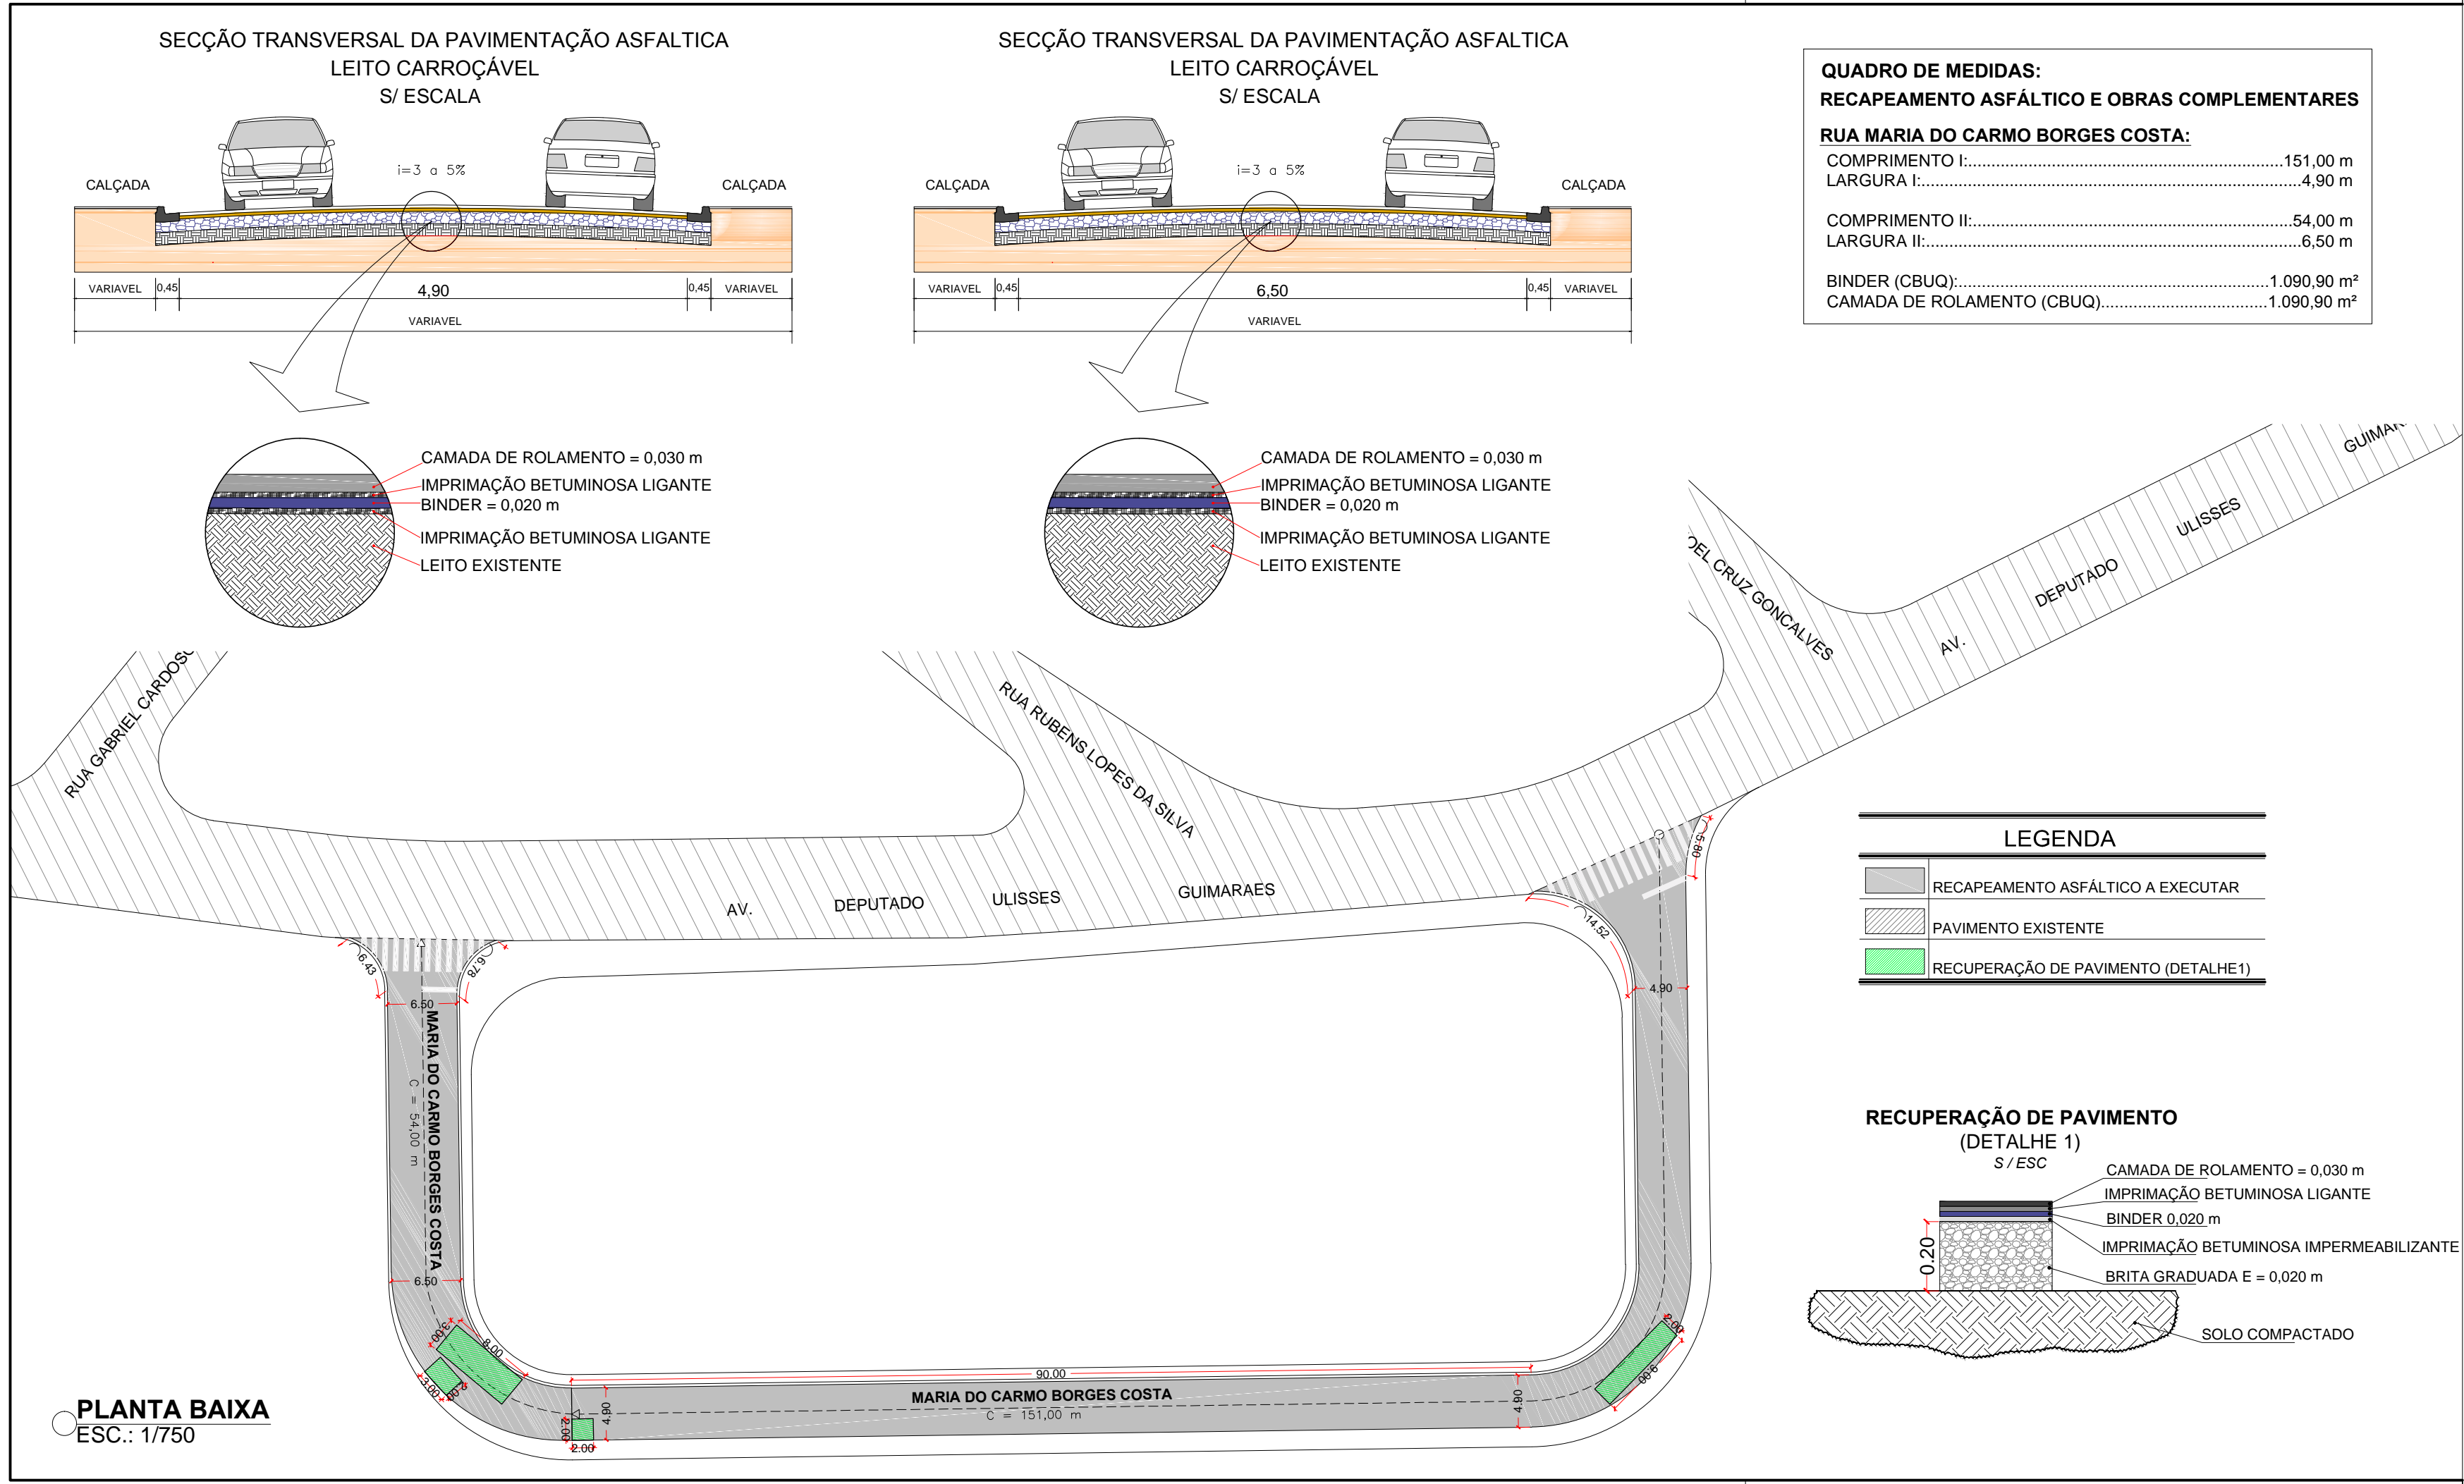 SECÇÃO TRANSVERSAL DA PAVIMENTAÇÃO ASFALTICA
LEITO CARROÇÁVEL
S/ ESCALA
i=3 a 5%
CALÇADA
CALÇADA
VARIAVEL
0,45
4,90
0,45
VARIAVEL
VARIAVEL
CAMADA DE ROLAMENTO = 0,030 m
IMPRIMAÇÃO BETUMINOSA LIGANTE
BINDER = 0,020 m
IMPRIMAÇÃO BETUMINOSA LIGANTE
LEITO EXISTENTE
SECÇÃO TRANSVERSAL DA PAVIMENTAÇÃO ASFALTICA
LEITO CARROÇÁVEL
S/ ESCALA
i=3 a 5%
CALÇADA
CALÇADA
VARIAVEL
0,45
6,50
0,45
VARIAVEL
VARIAVEL
CAMADA DE ROLAMENTO = 0,030 m
IMPRIMAÇÃO BETUMINOSA LIGANTE
BINDER = 0,020 m
IMPRIMAÇÃO BETUMINOSA LIGANTE
LEITO EXISTENTE
QUADRO DE MEDIDAS:
RECAPEAMENTO ASFÁLTICO E OBRAS COMPLEMENTARES
RUA MARIA DO CARMO BORGES COSTA:
COMPRIMENTO I:..........................................................151,00 m
LARGURA I:......................................................................4,90 m
COMPRIMENTO II:...........................................................54,00 m
LARGURA II:.....................................................................6,50 m
BINDER (CBUQ):.........................................................1.090,90 m²
CAMADA DE ROLAMENTO (CBUQ)..............................1.090,90 m²
RUA GABRIEL CARDOSO
RUA RUBENS LOPES DA SILVA
OEL CRUZ GONCALVES
AV. DEPUTADO ULISSES
AV. DEPUTADO ULISSES GUIMARAES
6.43
6.78
6.50
MARIA DO CARMO BORGES COSTA
C = 54,00 m
6.50
3.00
8.00
3.00
2.00
2.00
4.90
90.00
MARIA DO CARMO BORGES COSTA
C = 151,00 m
4.90
2.00
9.00
4.90
14.52
5.80
LEGENDA
RECAPEAMENTO ASFÁLTICO A EXECUTAR
PAVIMENTO EXISTENTE
RECUPERAÇÃO DE PAVIMENTO (DETALHE1)
RECUPERAÇÃO DE PAVIMENTO
(DETALHE 1)
S / ESC
CAMADA DE ROLAMENTO = 0,030 m
IMPRIMAÇÃO BETUMINOSA LIGANTE
BINDER 0,020 m
IMPRIMAÇÃO BETUMINOSA IMPERMEABILIZANTE
BRITA GRADUADA E = 0,020 m
0.20
SOLO COMPACTADO
PLANTA BAIXA
ESC.: 1/750